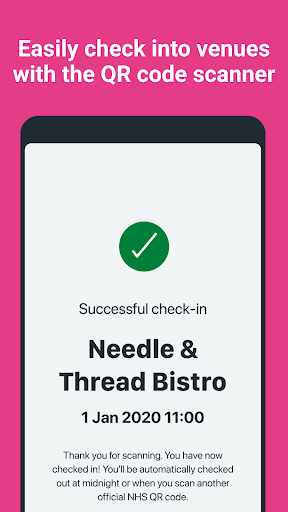 Easily check into venues
with the QR code scanner
Successful check-in
Needle &
Thread Bistro
1 Jan 2020 11:00
Thank you for scanning. You have now
checked in! You'll be automatically checked
out at midnight or when you scan another
official NHS QR code.